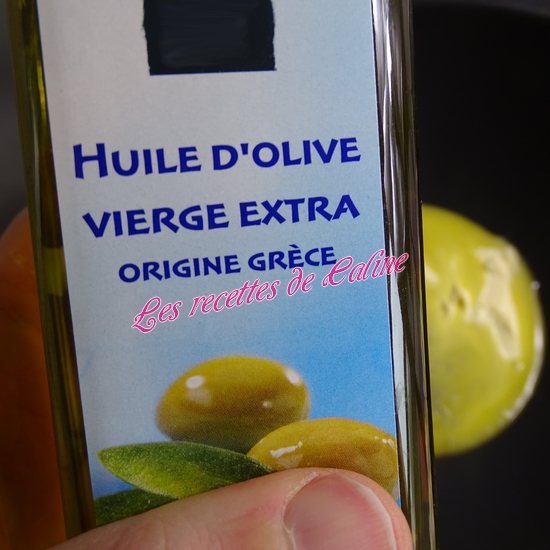 HUILE D'OLIVE
VIERGE EXTRA
ORIGINE GRÈCE
Les recettes de Caline